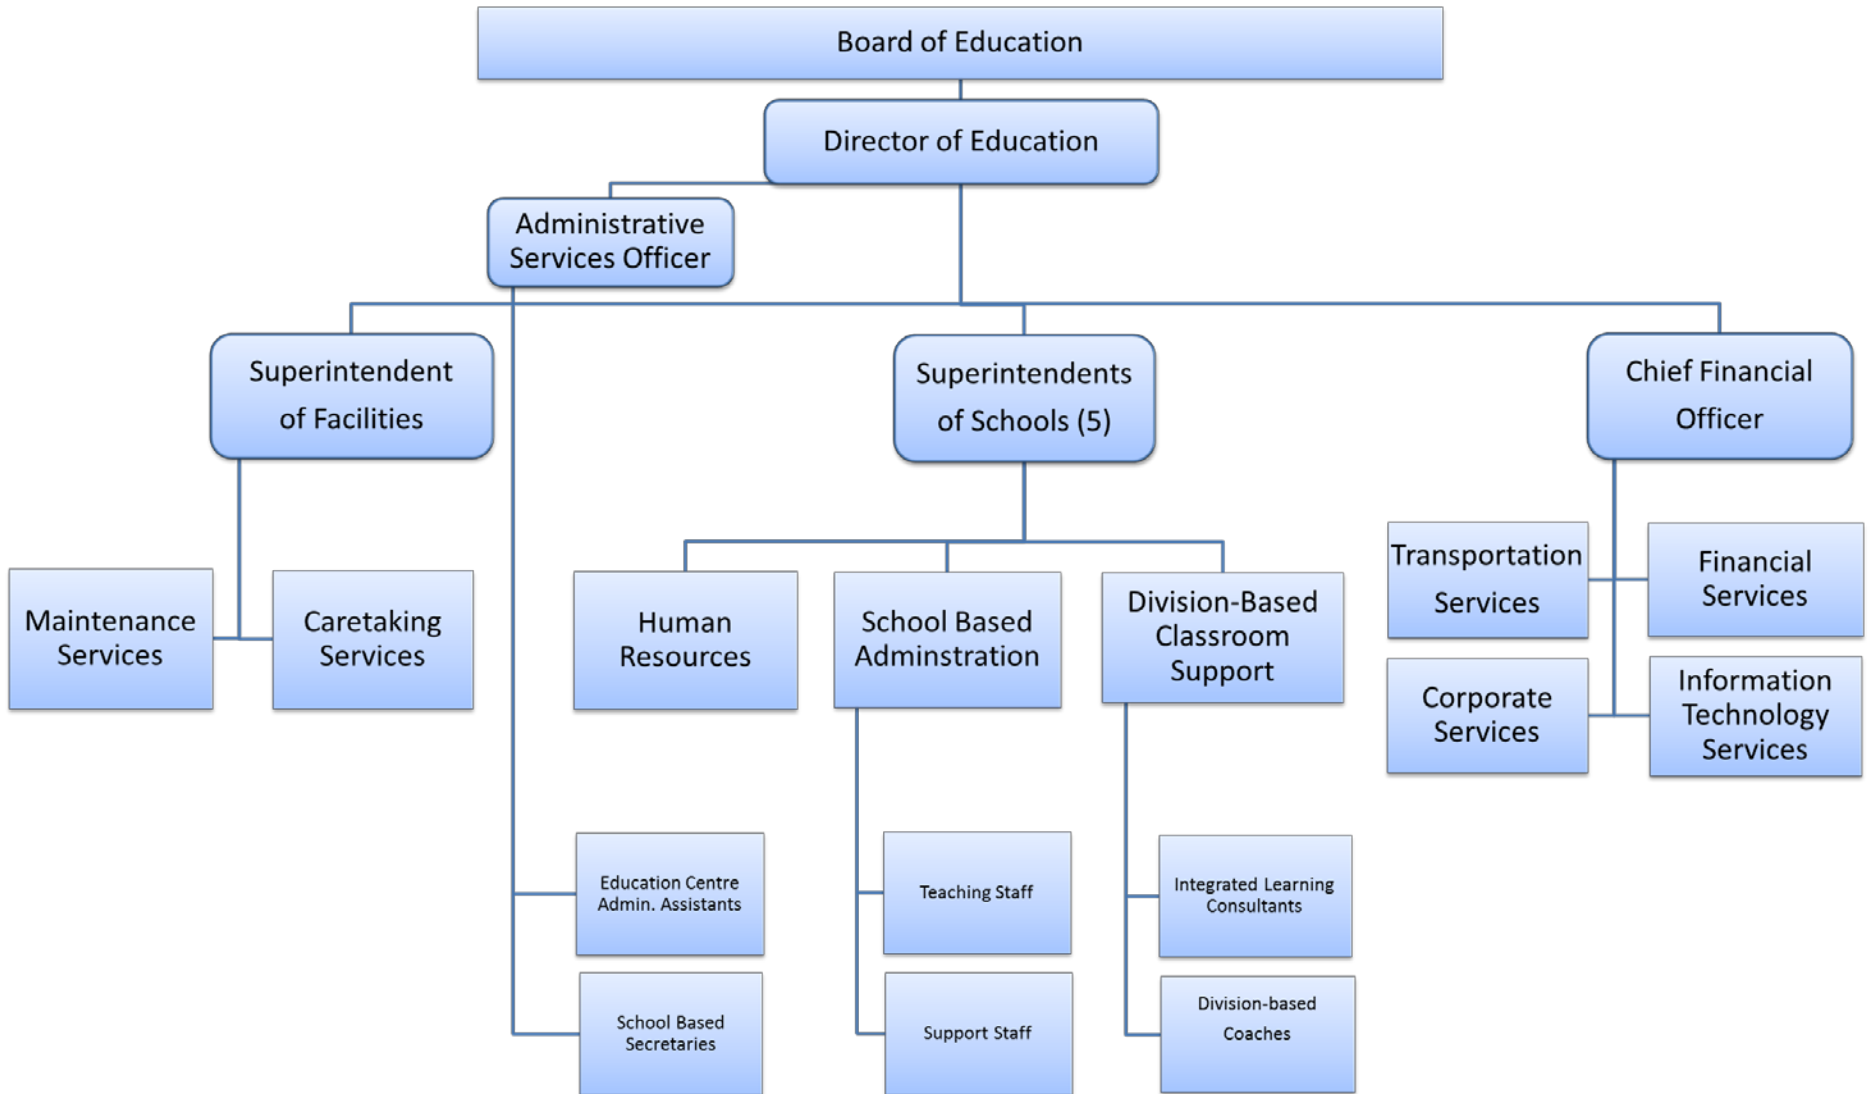 Board of Education
Director of Education
Administrative
Services Officer
Superintendent
of Facilities
Superintendents
of Schools (5)
Chief Financial
Officer
Maintenance
Services
Caretaking
Services
Human
Resources
School Based
Adminstration
Division-Based
Classroom
Support
Transportation
Services
Financial
Services
Corporate
Services
Information
Technology
Services
Education Centre
Admin. Assistants
Teaching Staff
Integrated Learning
Consultants
School Based
Secretaries
Support Staff
Division-based
Coaches